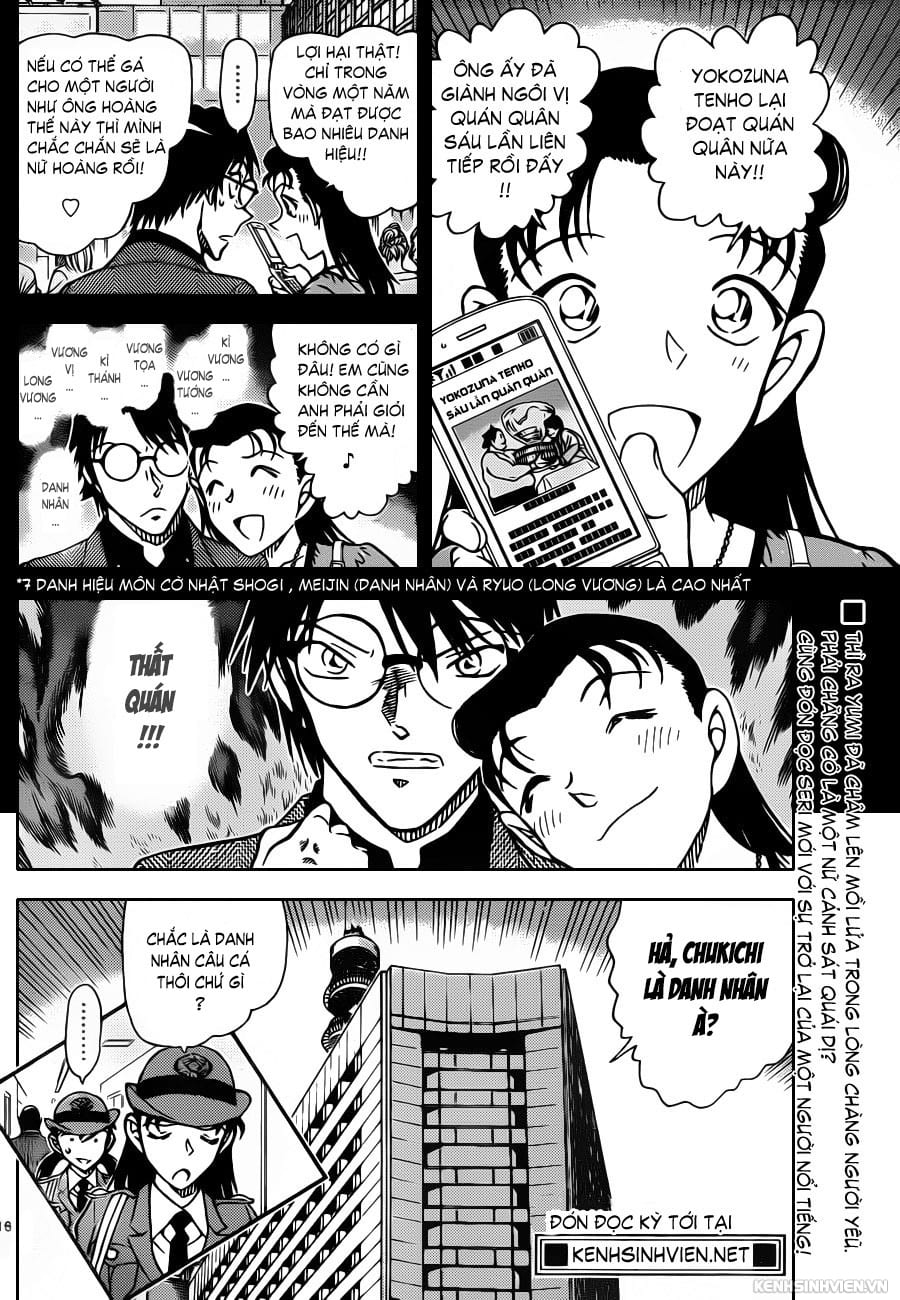 YOKOZUNA
TENHO LẠI
ĐOẠT QUÁN
QUÂN NỮA
NÀY!!
ÔNG ẤY ĐÃ
GIÀNH NGÔI VỊ
QUÁN QUÂN
SÁU LẦN LIÊN
TIẾP RỒI ĐẤY
!!
YOKOZUNA TENHO
SÁU LẦN QUÁN QUÂN
LỢI HẠI THẬT!
CHỈ TRONG
VÒNG MỘT NĂM
MÀ ĐẠT ĐƯỢC
BAO NHIÊU DANH
HIỆU!!
......
NẾU CÓ THỂ GẢ
CHO MỘT NGƯỜI
NHƯ ÔNG HOÀNG
THẾ NÀY THÌ MÌNH
CHẮC CHẮN SẼ LÀ
NỮ HOÀNG RỒI!
♡
KHÔNG CÓ GÌ
ĐÂU! EM CŨNG
KHÔNG CẦN
ANH PHẢI GIỎI
ĐẾN THẾ MÀ!
♪
KÌ VƯƠNG
...
VƯƠNG
TƯỚNG
...
VƯƠNG
TỌA
...
KÌ
THÁNH
...
VƯƠNG
VỊ
...
LONG
VƯƠNG
...
DANH
NHÂN
...
*7 DANH HIỆU MÔN CỜ NHẬT SHOGI , MEIJIN (DANH NHÂN) VÀ RYUO (LONG VƯƠNG) LÀ CAO NHẤT
THẤT
QUÁN
!!!
THÌ RA YUMI ĐÃ CHÂM LÊN MỒI LỬA TRONG LÒNG CHÀNG NGƯỜI YÊU.
PHẢI CHĂNG CÔ LÀ MỘT NỮ CẢNH SÁT QUÁI DỊ?
CÙNG ĐÓN ĐỌC SERI MỚI VỚI SỰ TRỞ LẠI CỦA MỘT NGƯỜI NỔI TIẾNG!
HẢ, CHUKICHI
LÀ DANH NHÂN
À?
CHẮC LÀ DANH
NHÂN CÂU CÁ
THÔI CHỨ GÌ
?
......
ĐÓN ĐỌC KỲ TỚI TẠI
KENHSINHVIEN.NET
16
KENHSINHVIEN.VN